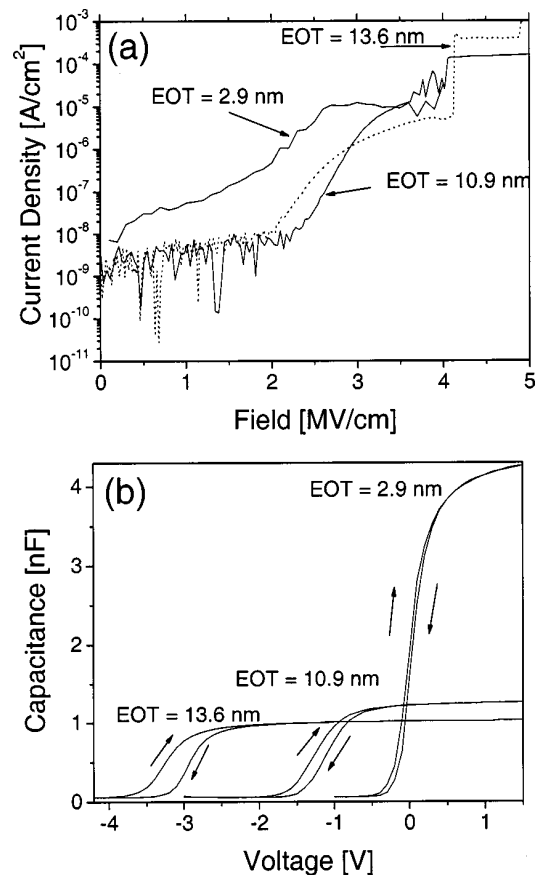 (a)
EOT = 13.6 nm
EOT = 2.9 nm
EOT = 10.9 nm
Current Density [A/cm²]
10⁻³
10⁻⁴
10⁻⁵
10⁻⁶
10⁻⁷
10⁻⁸
10⁻⁹
10⁻¹⁰
10⁻¹¹
0 1 2 3 4 5
Field [MV/cm]
(b)
EOT = 2.9 nm
EOT = 10.9 nm
EOT = 13.6 nm
Capacitance [nF]
4
3
2
1
0
-4 -3 -2 -1 0 1
Voltage [V]